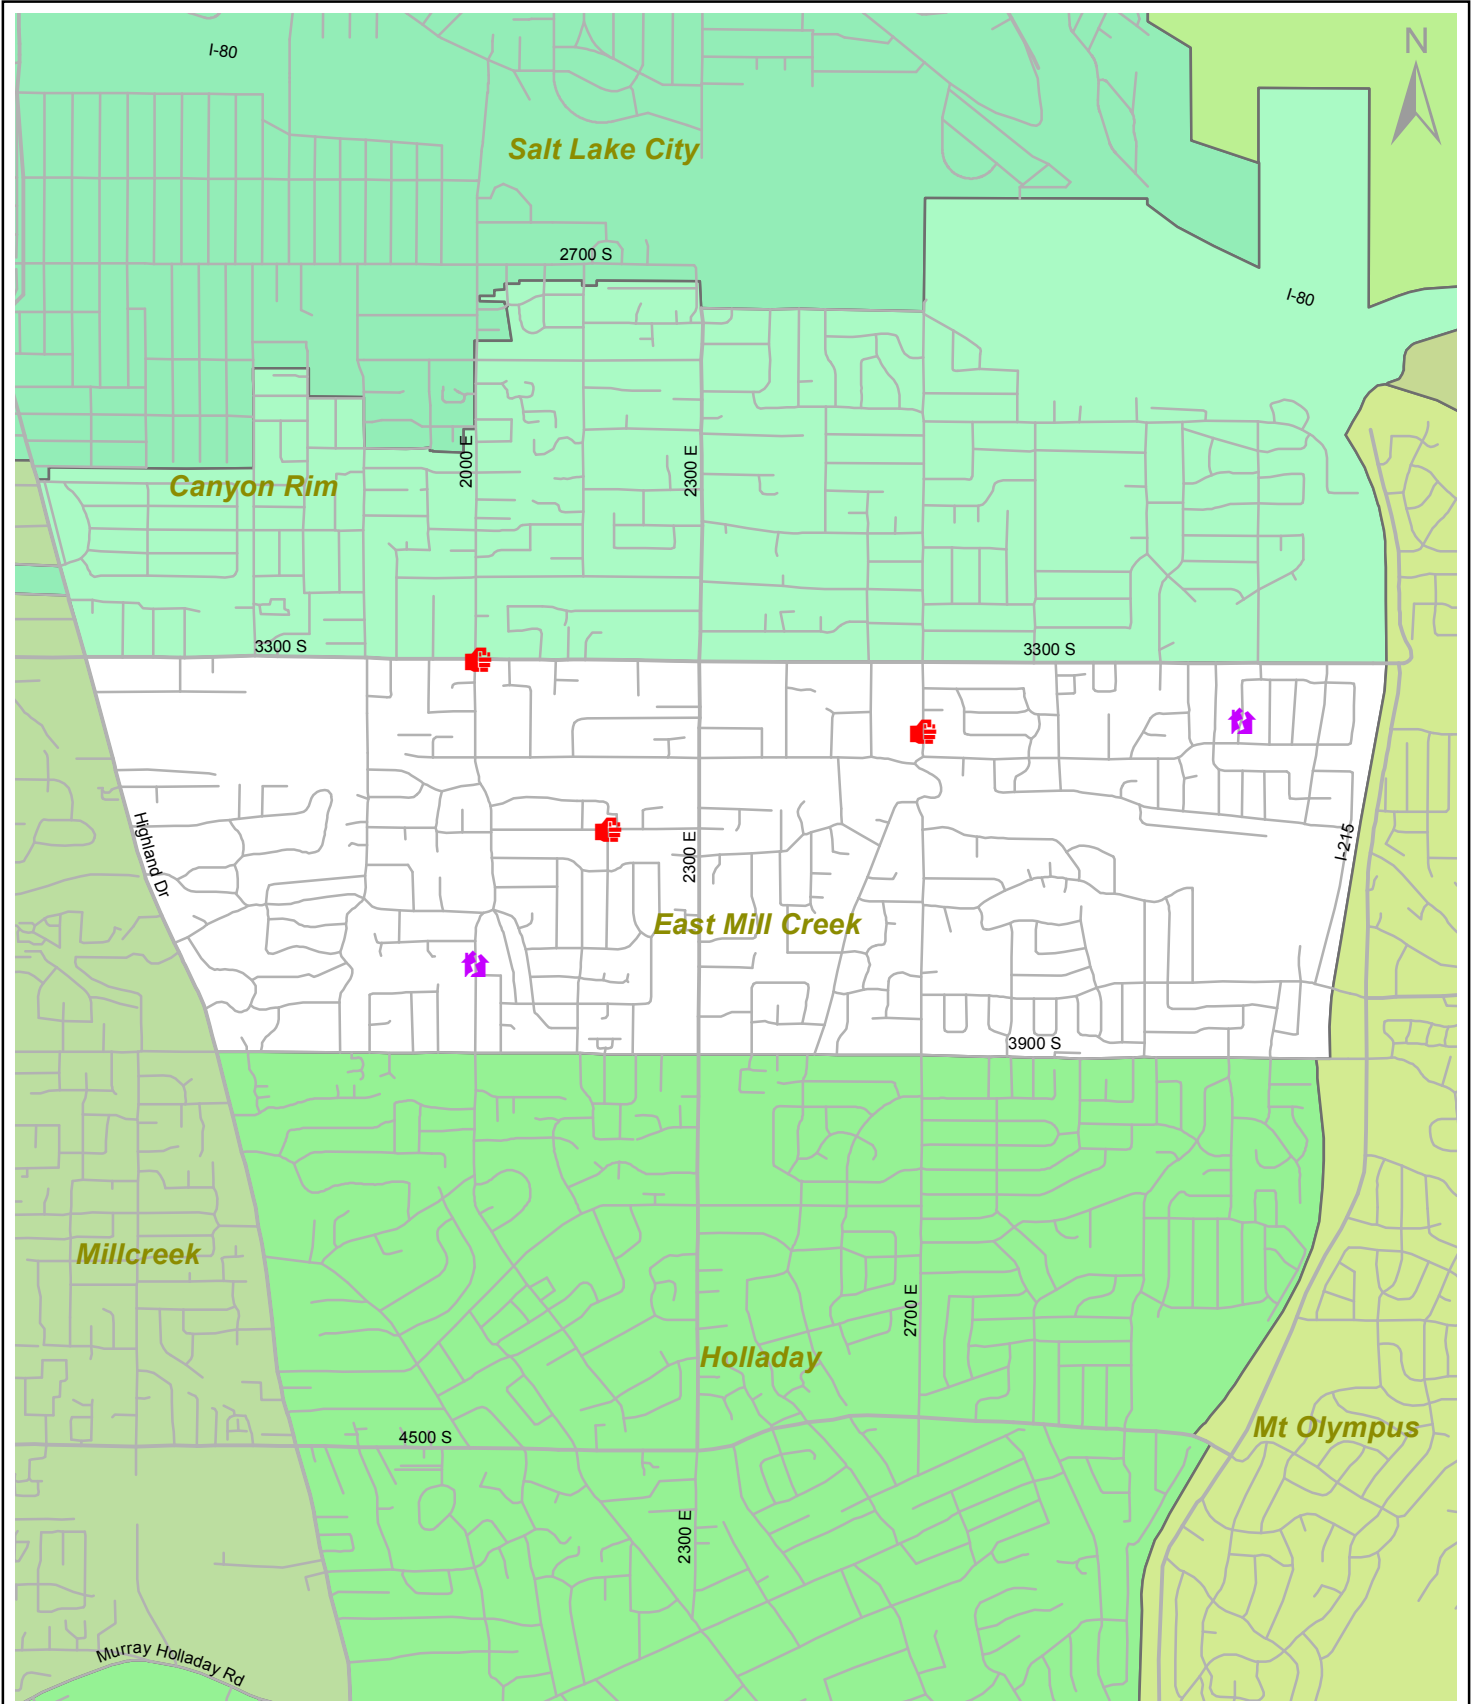 I-80
N
Salt Lake City
2700 S
I-80
2000 E
2300 E
Canyon Rim
3300 S
3300 S
Highland Dr
2300 E
I-215
East Mill Creek
3900 S
Millcreek
2700 E
Holladay
Mt Olympus
4500 S
2300 E
Murray Holladay Rd